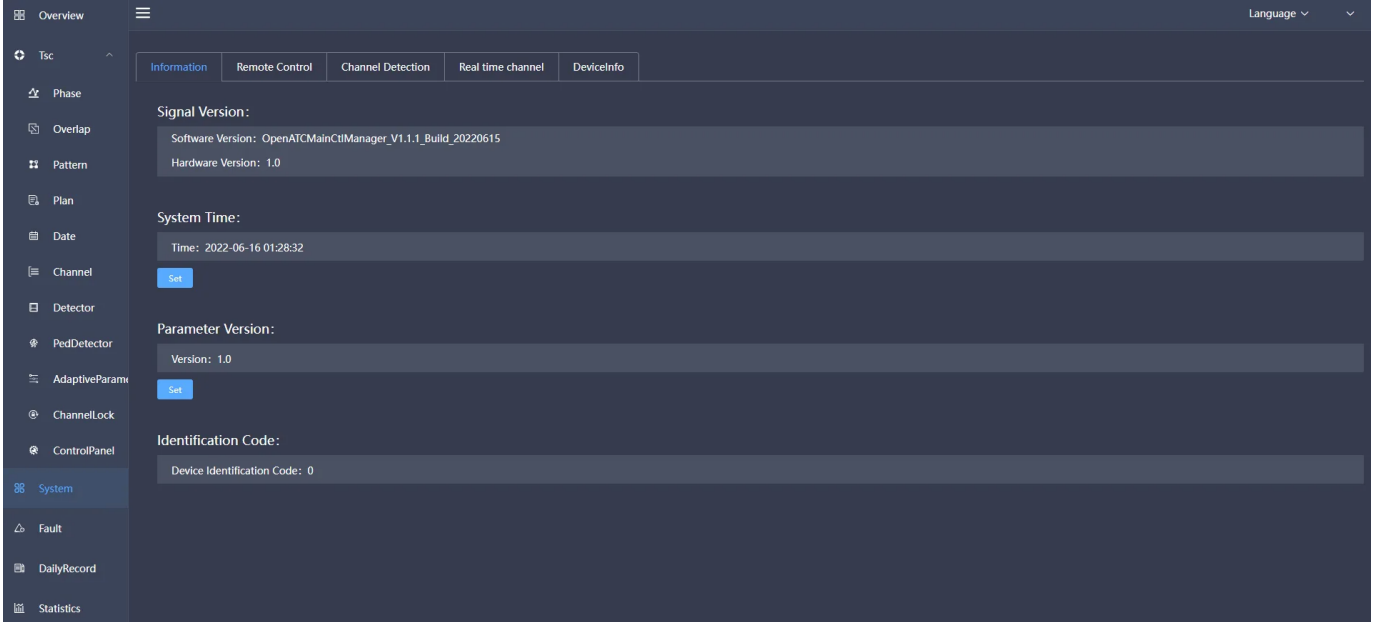 Overview
Tsc
Phase
Overlap
Pattern
Plan
Date
Channel
Detector
PedDetector
AdaptiveParame
ChannelLock
ControlPanel
System
Fault
DailyRecord
Statistics
Language
Information
Remote Control
Channel Detection
Real time channel
DeviceInfo
Signal Version:
Software Version: OpenATCMainCtlManager_V1.1.1_Build_20220615
Hardware Version: 1.0
System Time:
Time: 2022-06-16 01:28:32
Set
Parameter Version:
Version: 1.0
Set
Identification Code:
Device Identification Code: 0